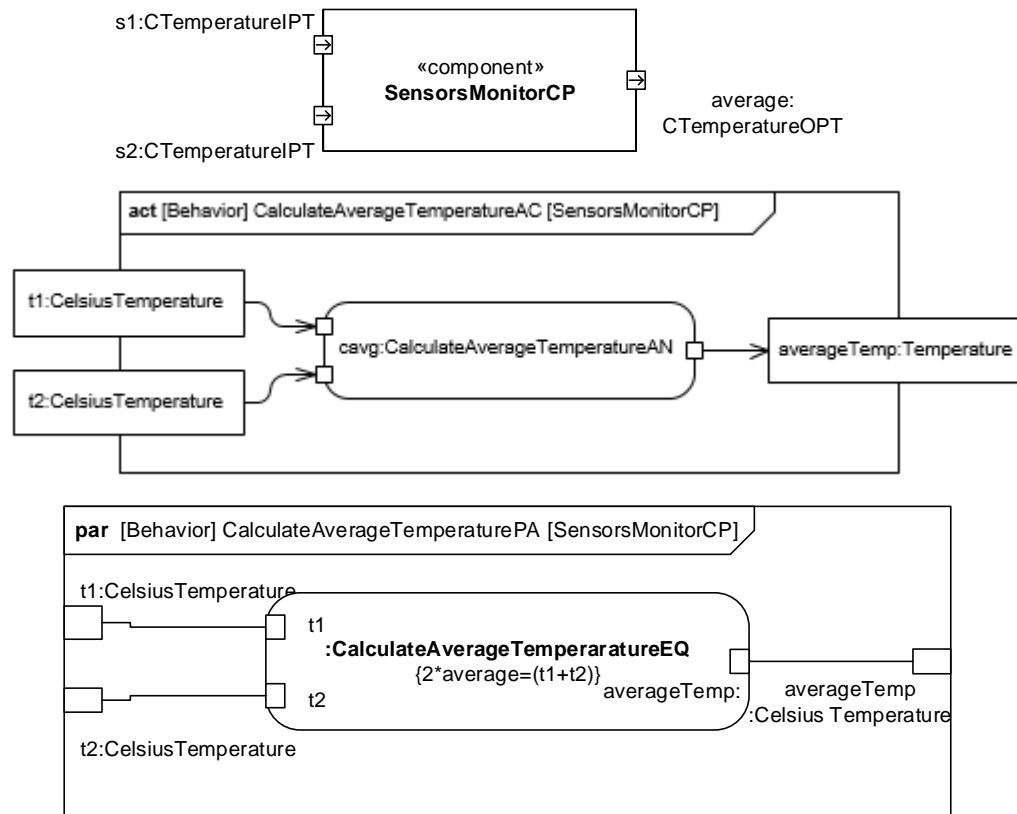 s1:CTemperatureIPT
«component»
SensorsMonitorCP
average:
CTemperatureOPT
s2:CTemperatureIPT
act [Behavior] CalculateAverageTemperatureAC [SensorsMonitorCP]
t1:CelsiusTemperature
cavg:CalculateAverageTemperatureAN
averageTemp:Temperature
t2:CelsiusTemperature
par [Behavior] CalculateAverageTemperaturePA [SensorsMonitorCP]
t1:CelsiusTemperature
t1
:CalculateAverageTemperaratureEQ
{2*average=(t1+t2)}
averageTemp:
t2
averageTemp
:Celsius Temperature
t2:CelsiusTemperature